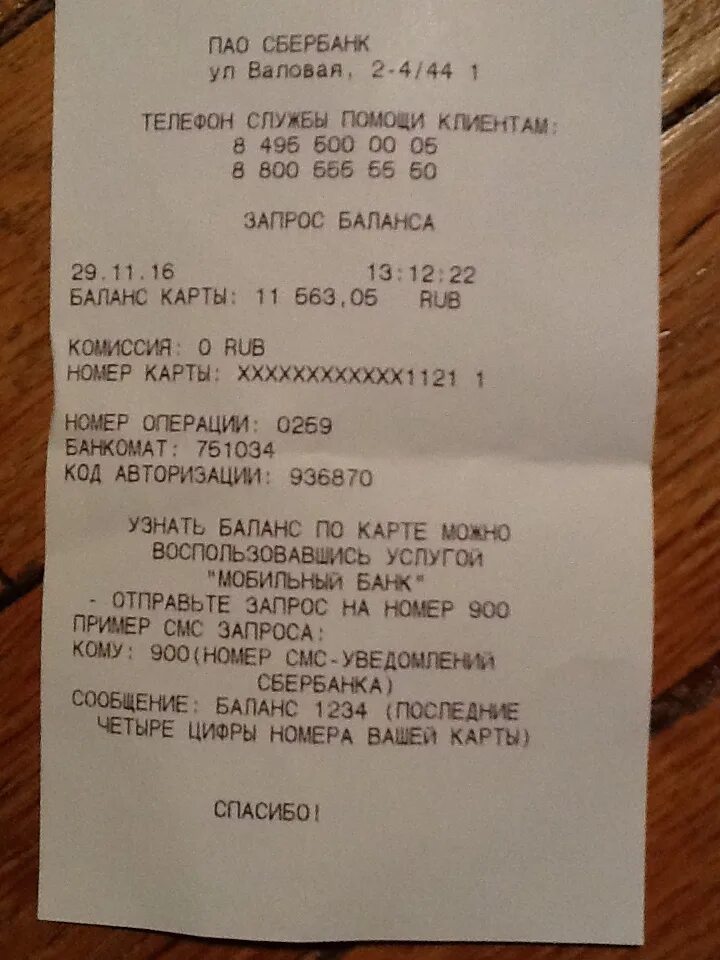 ПАО СБЕРБАНК
ул Валовая, 2-4/44 1
ТЕЛЕФОН СЛУЖБЫ ПОМОЩИ КЛИЕНТАМ:
8 495 500 00 05
8 800 555 55 50
ЗАПРОС БАЛАНСА
29.11.16 13:12:22
БАЛАНС КАРТЫ: 11 563,05 RUB
КОМИССИЯ: 0 RUB
НОМЕР КАРТЫ: XXXXXXXXXXXX1121 1
НОМЕР ОПЕРАЦИИ: 0259
БАНКОМАТ: 751034
КОД АВТОРИЗАЦИИ: 936870
УЗНАТЬ БАЛАНС ПО КАРТЕ МОЖНО
ВОСПОЛЬЗОВАВШИСЬ УСЛУГОЙ
"МОБИЛЬНЫЙ БАНК"
- ОТПРАВЬТЕ ЗАПРОС НА НОМЕР 900
ПРИМЕР СМС ЗАПРОСА:
КОМУ: 900(НОМЕР СМС-УВЕДОМЛЕНИЙ
СБЕРБАНКА)
СООБЩЕНИЕ: БАЛАНС 1234 (ПОСЛЕДНИЕ
ЧЕТЫРЕ ЦИФРЫ НОМЕРА ВАШЕЙ КАРТЫ)
СПАСИБО!